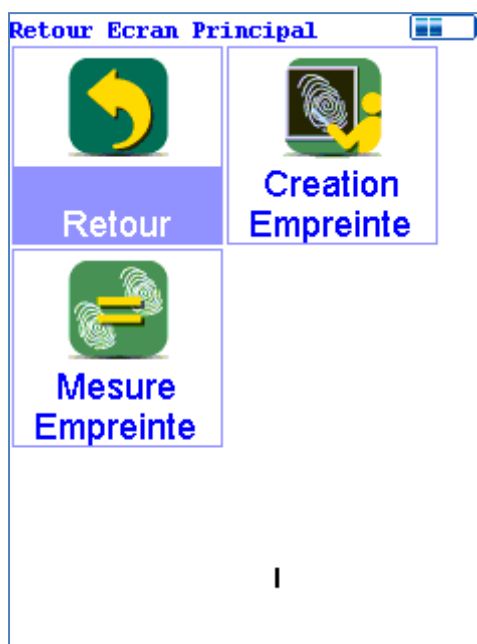 Retour Ecran Principal
Retour
Creation
Empreinte
Mesure
Empreinte